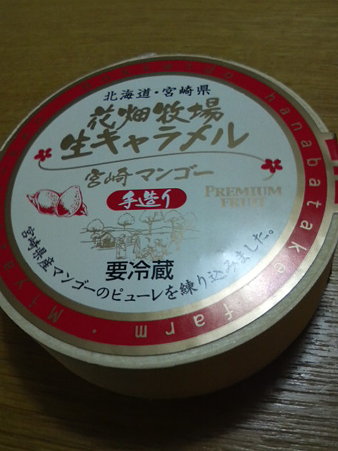 北海道・宮崎県
花畑牧場
生キャラメル
宮崎マンゴー
手造り
PREMIUM
FRUIT
要冷蔵
宮崎県産マンゴーのピューレを練り込みました。
hanabatake farm